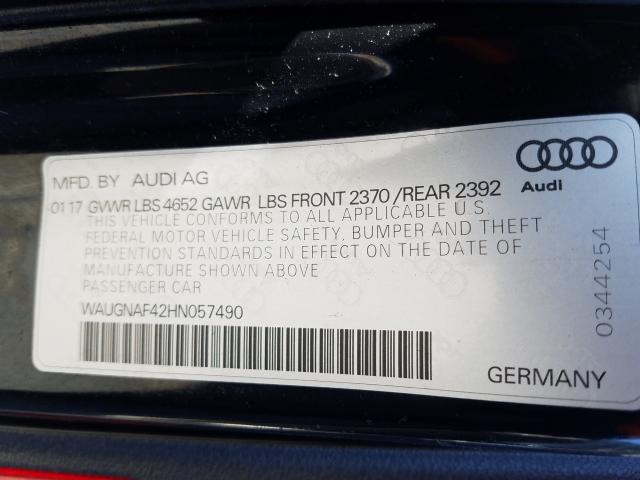 MFD. BY AUDI AG
01 17 GVWR LBS 4652 GAWR LBS FRONT 2370 /REAR 2392
THIS VEHICLE CONFORMS TO ALL APPLICABLE U.S.
FEDERAL MOTOR VEHICLE SAFETY, BUMPER AND THEFT
PREVENTION STANDARDS IN EFFECT ON THE DATE OF
MANUFACTURE SHOWN ABOVE
PASSENGER CAR
WAUGNAF42HN057490
Audi
0344254
GERMANY